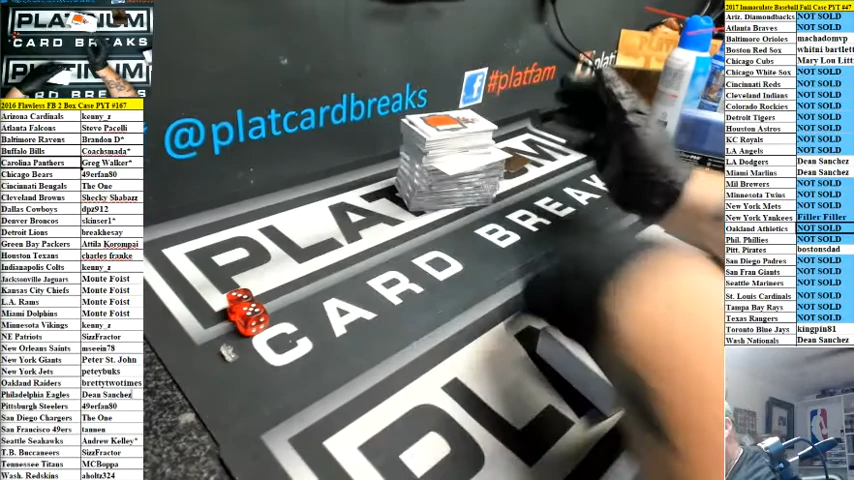 PLATINUM
CARD BREAKS
PLATINUM
2016 Flawless FB 2 Box Case PYT #167
Arizona Cardinals kenny_z
Atlanta Falcons Steve Pacelli
Baltimore Ravens Brandon D*
Buffalo Bills Coachsmada*
Carolina Panthers Greg Walker*
Chicago Bears 49erfan80
Cincinnati Bengals The One
Cleveland Browns Shecky Shabazz
Dallas Cowboys dpz912
Denver Broncos skinser1*
Detroit Lions breakhesay
Green Bay Packers Attila Korompai
Houston Texans charles franke
Indianapolis Colts kenny_z
Jacksonville Jaguars Monte Foist
Kansas City Chiefs Monte Foist
L.A. Rams Monte Foist
Miami Dolphins Monte Foist
Minnesota Vikings kenny_z
NE Patriots SizzFractor
New Orleans Saints mseein78
New York Giants Peter St. John
New York Jets peteybuks
Oakland Raiders brettytwotimes
Philadelphia Eagles Dean Sanchez
Pittsburgh Steelers 49erfan80
San Diego Chargers The One
San Francisco 49ers tannen
Seattle Seahawks Andrew Kelley*
T.B. Buccaneers SizzFractor
Tennessee Titans MCBoppa
Wash. Redskins aholtz324
@platcardbreaks
#platfam
PLATINUM
CARD BREAKS
PLA
2017 Immaculate Baseball Full Case PYT #47
Ariz. Diamondbacks NOT SOLD
Atlanta Braves NOT SOLD
Baltimore Orioles machadomvp
Boston Red Sox whitni bartlett
Chicago Cubs Mary Lou Litt
Chicago White Sox NOT SOLD
Cincinnati Reds NOT SOLD
Cleveland Indians NOT SOLD
Colorado Rockies NOT SOLD
Detroit Tigers NOT SOLD
Houston Astros NOT SOLD
KC Royals NOT SOLD
LA Angels NOT SOLD
LA Dodgers Dean Sanchez
Miami Marlins Dean Sanchez
Mil Brewers NOT SOLD
Minnesota Twins NOT SOLD
New York Mets NOT SOLD
New York Yankees Filler Filler
Oakland Athletics NOT SOLD
Phil. Phillies NOT SOLD
Pitt. Pirates bostonsdad
San Diego Padres NOT SOLD
San Fran Giants NOT SOLD
Seattle Mariners NOT SOLD
St. Louis Cardinals NOT SOLD
Tampa Bay Rays NOT SOLD
Texas Rangers NOT SOLD
Toronto Blue Jays kingpin81
Wash Nationals Dean Sanchez